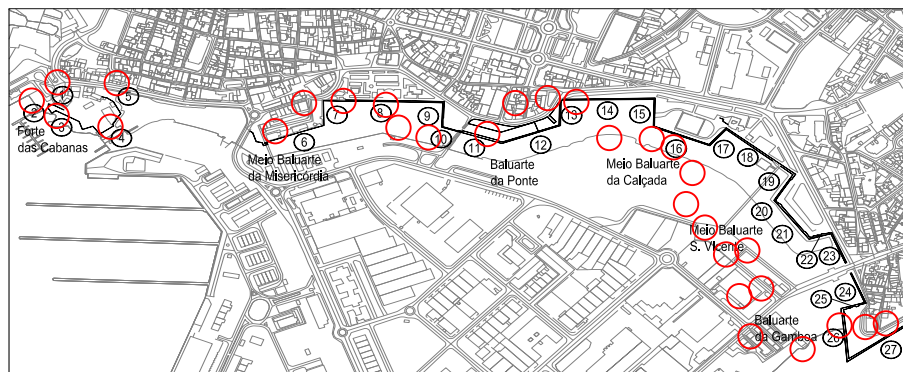 1
2
3
4
5
Forte
das Cabanas
6
7
8
9
10
11
12
13
14
15
16
17
18
19
20
21
22
23
24
25
26
27
Meio Baluarte
da Misericórdia
Baluarte
da Ponte
Meio Baluarte
da Calçada
Meio Baluarte
S. Vicente
Baluarte
da Gamboa